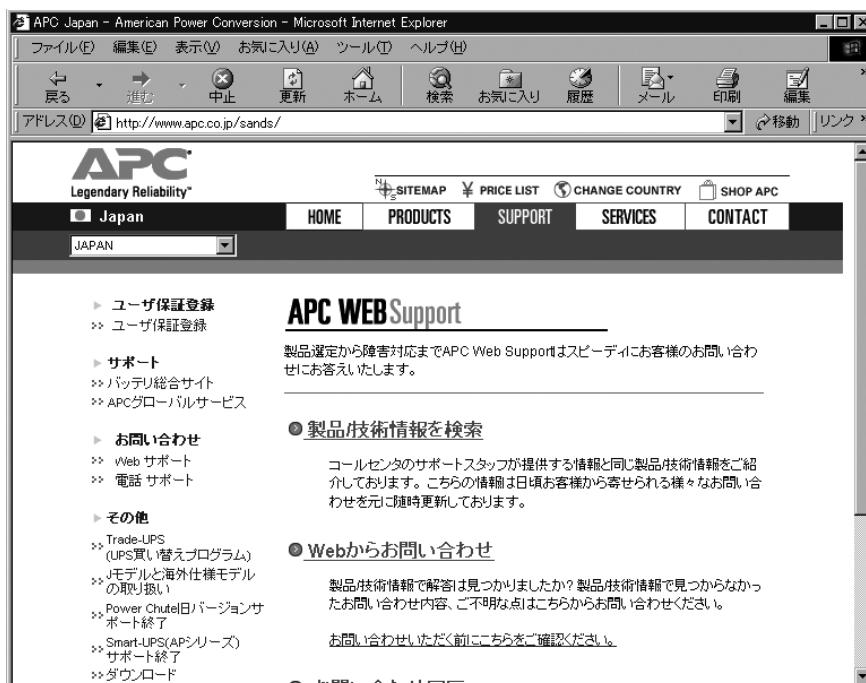 APC Japan - American Power Conversion - Microsoft Internet Explorer
ファイル(F) 編集(E) 表示(V) お気に入り(A) ツール(T) ヘルプ(H)
戻る 進む 中止 更新 ホーム 検索 お気に入り 履歴 メール 印刷 編集
アドレス(D) http://www.apc.co.jp/sands/ 移動 リンク
APC
Legendary Reliability™
SITEMAP PRICE LIST CHANGE COUNTRY SHOP APC
Japan
HOME PRODUCTS SUPPORT SERVICES CONTACT
JAPAN
ユーザ保証登録
>> ユーザ保証登録
サポート
>> バッテリ総合サイト
>> APCグローバルサービス
お問い合わせ
>> Web サポート
>> 電話 サポート
その他
>> Trade-UPS
(UPS買い替えプログラム)
>> Jモデルと海外仕様モデル
の取り扱い
>> Power Chute旧バージョンサ
ポート終了
>> Smart-UPS(APシリーズ)
サポート終了
>> ダウンロード
APC WEB Support
製品選定から障害対応までAPC Web Supportはスピーディにお客様のお問い合わ
せにお答えいたします。
製品/技術情報を検索
コールセンタのサポートスタッフが提供する情報と同じ製品/技術情報をご紹
介しております。こちらの情報は日頃お客様から寄せられる様々なお問い合
わせを元に随時更新しております。
Webからお問い合わせ
製品/技術情報で解答は見つかりましたか? 製品/技術情報で見つからなかっ
たお問い合わせ内容、ご不明な点はこちらからお問い合わせください。
お問い合わせいただく前にこちらをご確認ください。